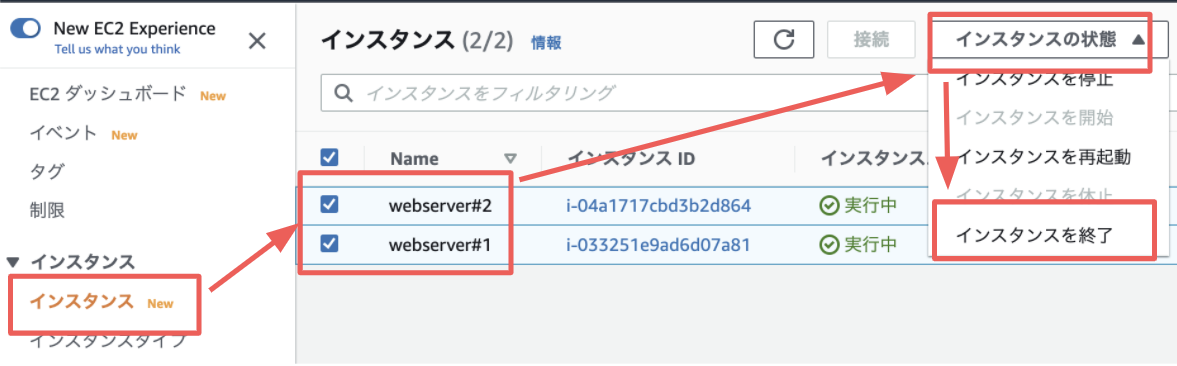 New EC2 Experience
Tell us what you think
EC2 ダッシュボード New
イベント New
タグ
制限
インスタンス
インスタンス New
インスタンスタイプ
インスタンス (2/2) 情報
接続
インスタンスの状態
インスタンスをフィルタリング
インスタンスを停止
インスタンスを開始
インスタンスを再起動
インスタンスを休止
インスタンスを終了
Name インスタンス ID インスタンス
webserver#2 i-04a1717cbd3b2d864 実行中
webserver#1 i-033251e9ad6d07a81 実行中